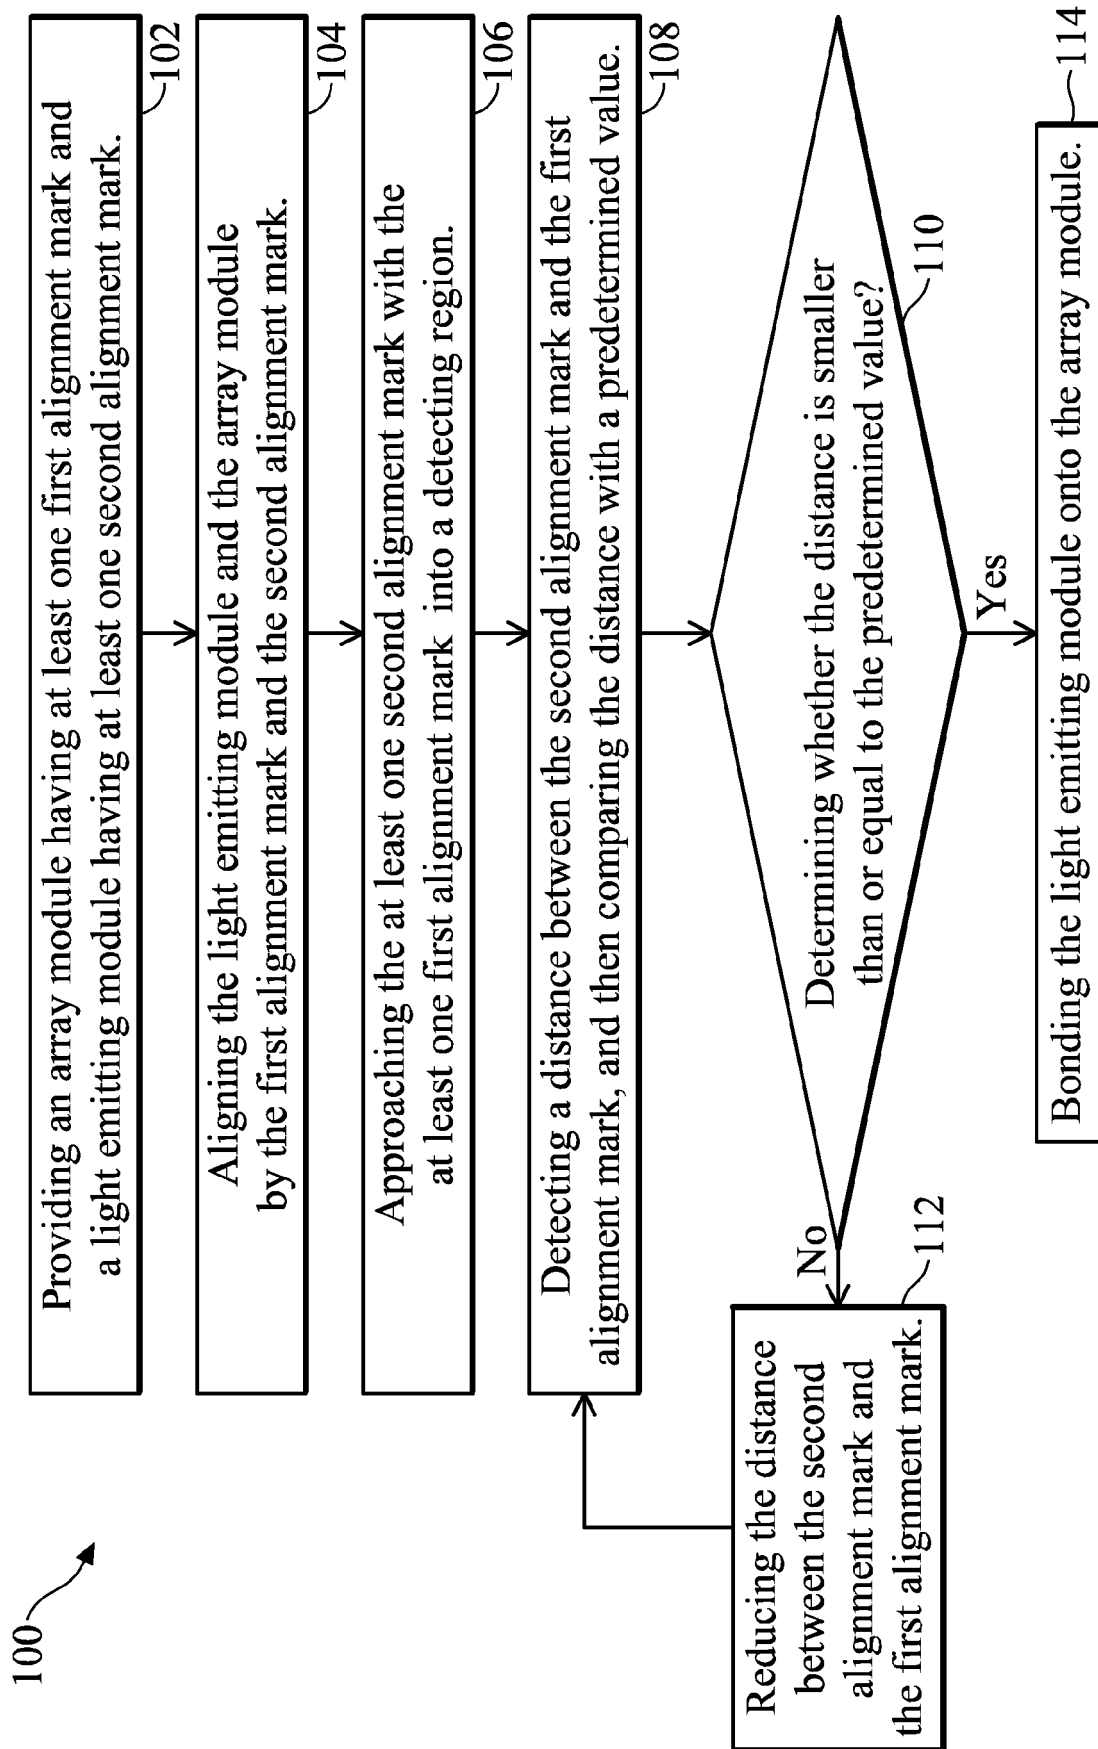 100
Providing an array module having at least one first alignment mark and
a light emitting module having at least one second alignment mark.
102
Aligning the light emitting module and the array module
by the first alignment mark and the second alignment mark.
104
Approaching the at least one second alignment mark with the
at least one first alignment mark into a detecting region.
106
Detecting a distance between the second alignment mark and the first
alignment mark, and then comparing the distance with a predetermined value.
108
Determining whether the distance is smaller
than or equal to the predetermined value?
110
No
Reducing the distance
between the second
alignment mark and
the first alignment mark.
112
Yes
Bonding the light emitting module onto the array module.
114